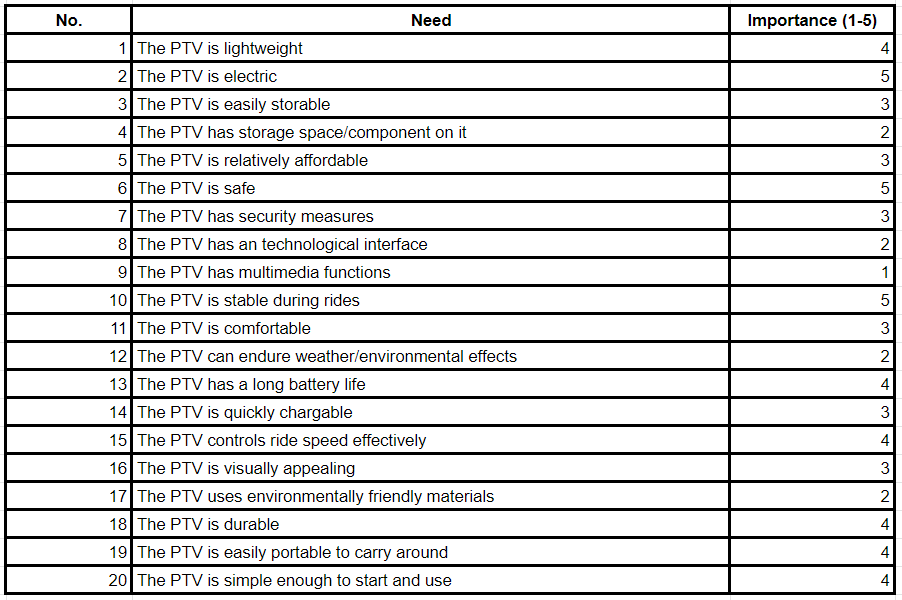 No. Need Importance (1-5)
1 The PTV is lightweight 4
2 The PTV is electric 5
3 The PTV is easily storable 3
4 The PTV has storage space/component on it 2
5 The PTV is relatively affordable 3
6 The PTV is safe 5
7 The PTV has security measures 3
8 The PTV has an technological interface 2
9 The PTV has multimedia functions 1
10 The PTV is stable during rides 5
11 The PTV is comfortable 3
12 The PTV can endure weather/environmental effects 2
13 The PTV has a long battery life 4
14 The PTV is quickly chargable 3
15 The PTV controls ride speed effectively 4
16 The PTV is visually appealing 3
17 The PTV uses environmentally friendly materials 2
18 The PTV is durable 4
19 The PTV is easily portable to carry around 4
20 The PTV is simple enough to start and use 4